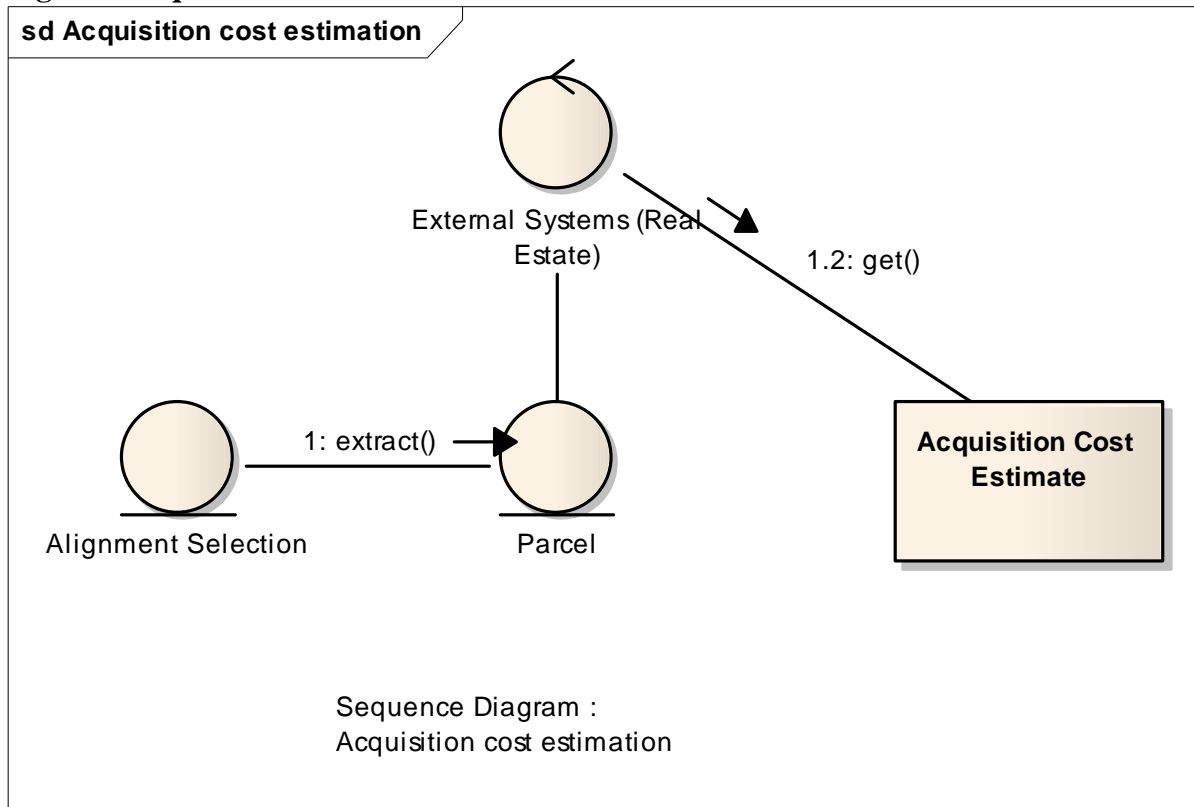 sd Acquisition cost estimation
External Systems (Real
Estate)
1.2: get()
1: extract()
Acquisition Cost
Estimate
Alignment Selection
Parcel
Sequence Diagram :
Acquisition cost estimation